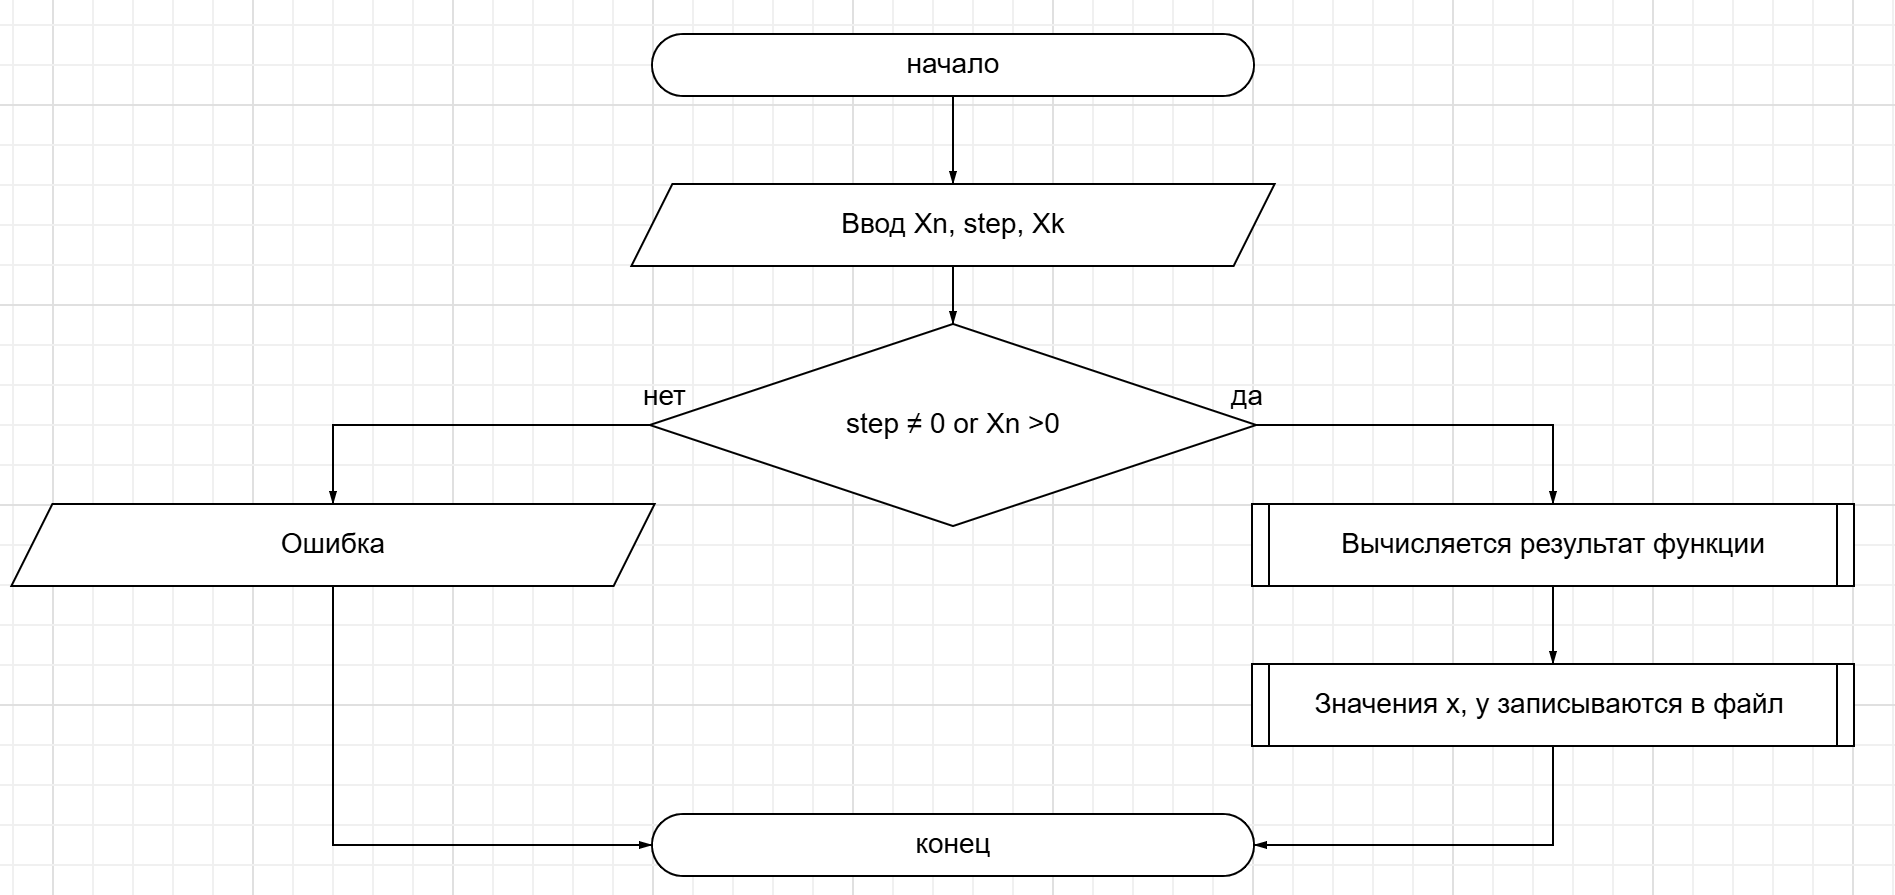 начало
Ввод Xn, step, Xk
нет
да
step ≠ 0 or Xn >0
Ошибка
Вычисляется результат функции
Значения x, y записываются в файл
конец